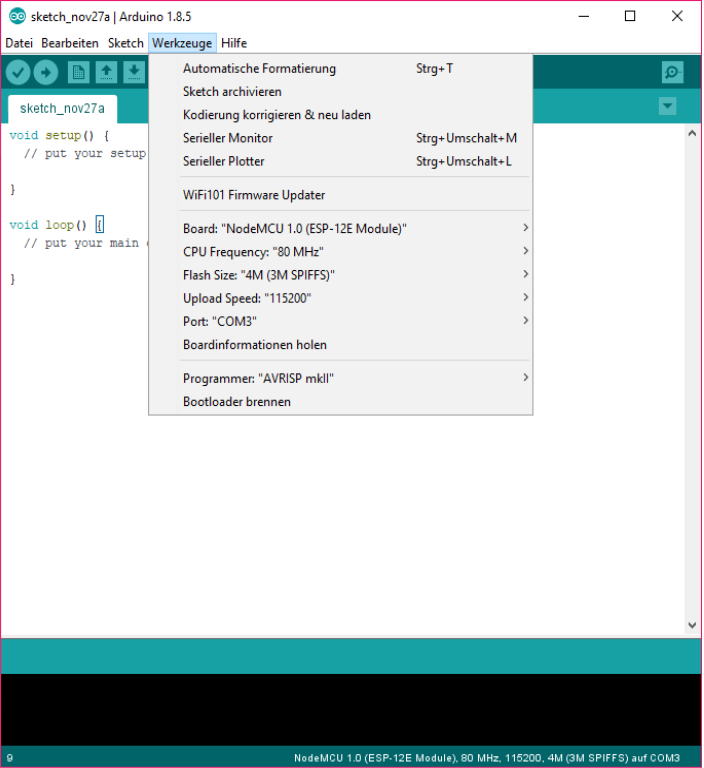 sketch_nov27a | Arduino 1.8.5
Datei Bearbeiten Sketch Werkzeuge Hilfe
Automatische Formatierung Strg+T
Sketch archivieren
sketch_nov27a
Kodierung korrigieren & neu laden
void setup() {
Serieller Monitor Strg+Umschalt+M
// put your setup
Serieller Plotter Strg+Umschalt+L
}
WiFi101 Firmware Updater
void loop() {
Board: "NodeMCU 1.0 (ESP-12E Module)"
// put your main
CPU Frequency: "80 MHz"
Flash Size: "4M (3M SPIFFS)"
}
Upload Speed: "115200"
Port: "COM3"
Boardinformationen holen
Programmer: "AVRISP mkII"
Bootloader brennen
9 NodeMCU 1.0 (ESP-12E Module), 80 MHz, 115200, 4M (3M SPIFFS) auf COM3